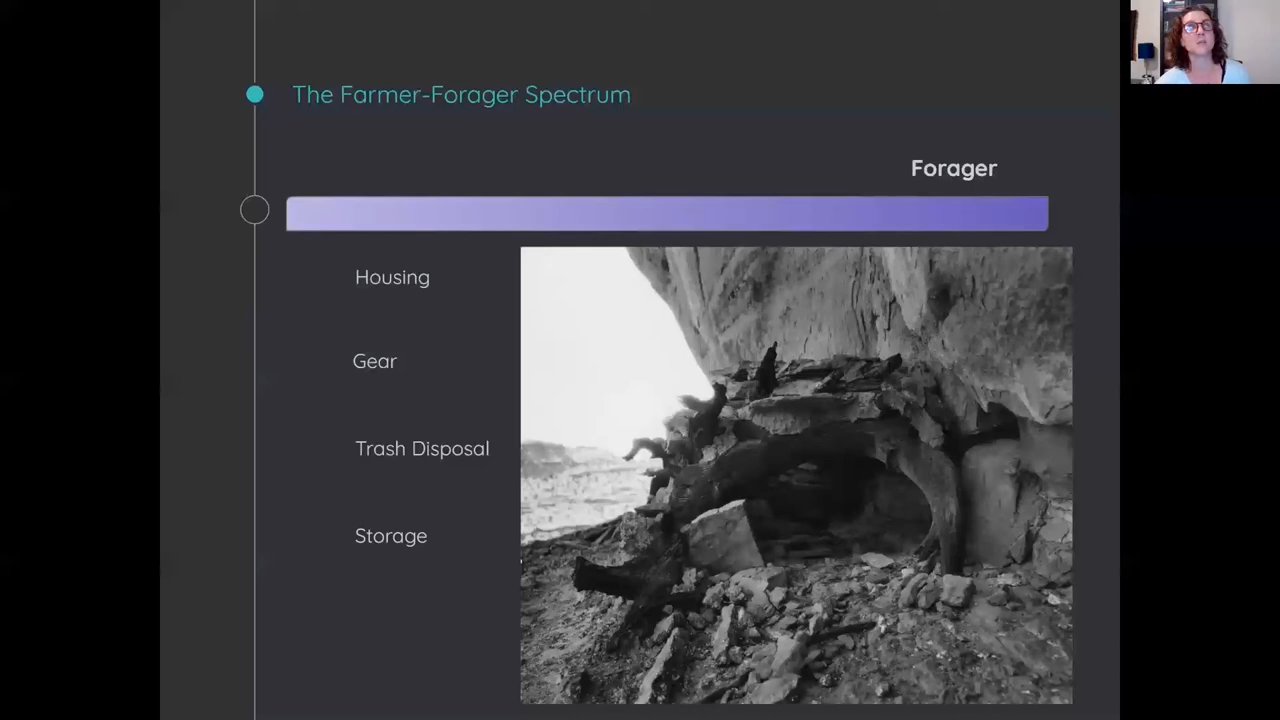 The Farmer-Forager Spectrum
Forager
Housing
Gear
Trash Disposal
Storage